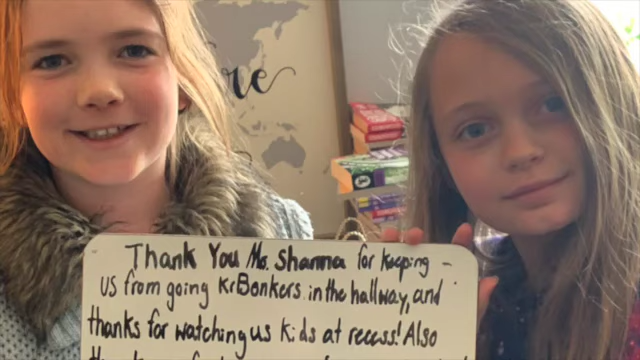 Thank You Ms. Shanna for keeping
us from going KrBonkers in the hallway, and
thanks for watching us kids at recess! Also